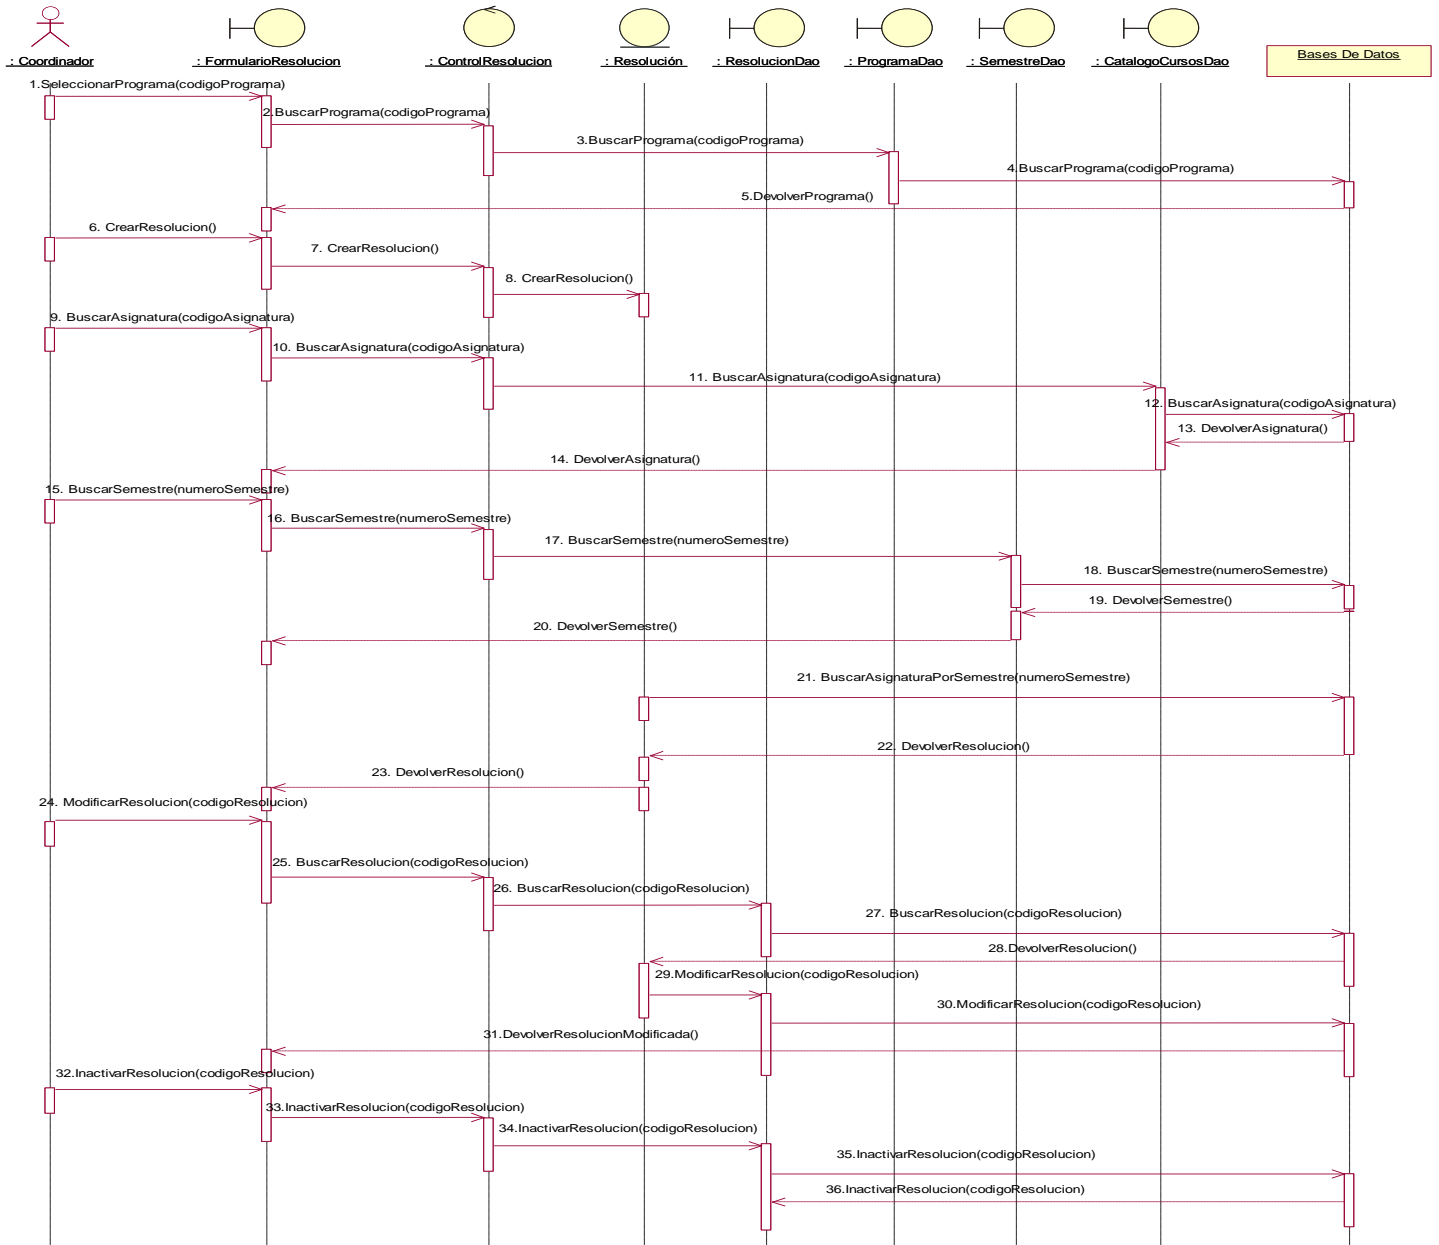 : Coordinador
: FormularioResolucion
: ControlResolucion
: Resolución
: ResolucionDao
: ProgramaDao
: SemestreDao
: CatalogoCursosDao
Bases De Datos
1.SeleccionarPrograma(codigoPrograma)
2.BuscarPrograma(codigoPrograma)
3.BuscarPrograma(codigoPrograma)
4.BuscarPrograma(codigoPrograma)
5.DevolverPrograma()
6. CrearResolucion()
7. CrearResolucion()
8. CrearResolucion()
9. BuscarAsignatura(codigoAsignatura)
10. BuscarAsignatura(codigoAsignatura)
11. BuscarAsignatura(codigoAsignatura)
12. BuscarAsignatura(codigoAsignatura)
13. DevolverAsignatura()
14. DevolverAsignatura()
15. BuscarSemestre(numeroSemestre)
16. BuscarSemestre(numeroSemestre)
17. BuscarSemestre(numeroSemestre)
18. BuscarSemestre(numeroSemestre)
19. DevolverSemestre()
20. DevolverSemestre()
21. BuscarAsignaturaPorSemestre(numeroSemestre)
22. DevolverResolucion()
23. DevolverResolucion()
24. ModificarResolucion(codigoResolucion)
25. BuscarResolucion(codigoResolucion)
26. BuscarResolucion(codigoResolucion)
27. BuscarResolucion(codigoResolucion)
28.DevolverResolucion()
29.ModificarResolucion(codigoResolucion)
30.ModificarResolucion(codigoResolucion)
31.DevolverResolucionModificada()
32.InactivarResolucion(codigoResolucion)
33.InactivarResolucion(codigoResolucion)
34.InactivarResolucion(codigoResolucion)
35.InactivarResolucion(codigoResolucion)
36.InactivarResolucion(codigoResolucion)